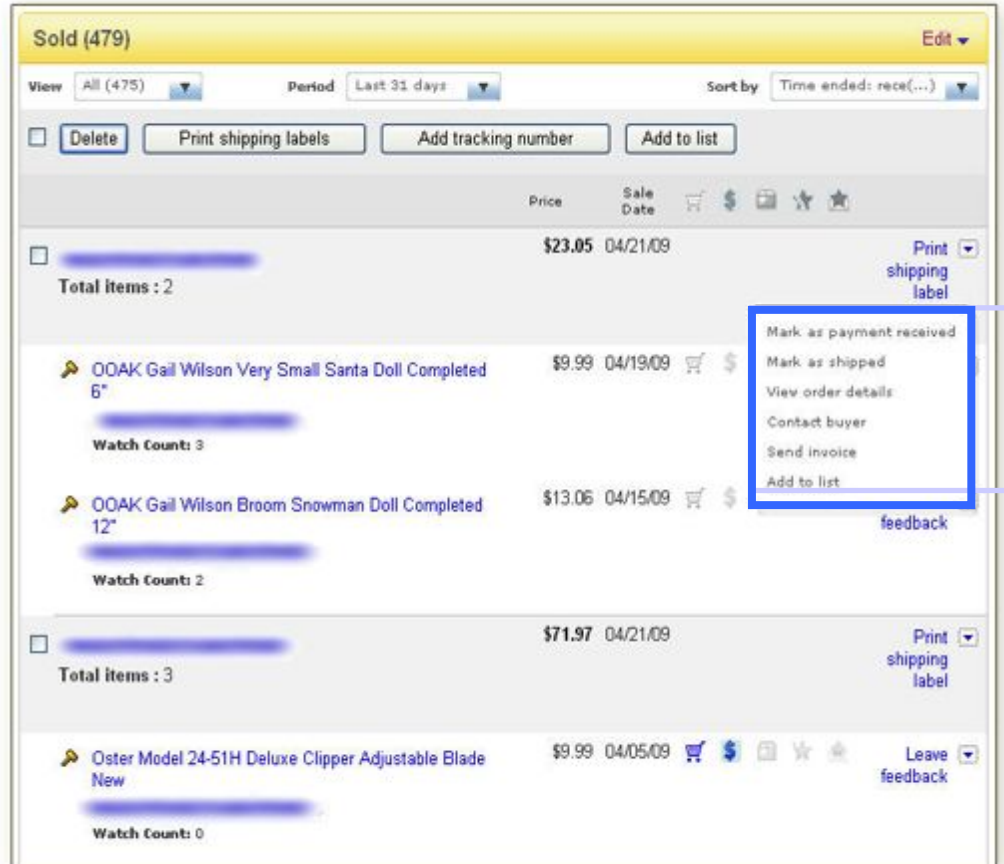 Sold (479) Edit
View All (475) Period Last 31 days Sort by Time ended: rece(...)
Delete Print shipping labels Add tracking number Add to list
Price Sale Date
$23.05 04/21/09 Print shipping label
Total items : 2
Mark as payment received
Mark as shipped
View order details
Contact buyer
Send invoice
Add to list
OOAK Gail Wilson Very Small Santa Doll Completed $9.99 04/19/09
6"
Watch Count: 3
OOAK Gail Wilson Broom Snowman Doll Completed $13.06 04/15/09
12" feedback
Watch Count: 2
$71.97 04/21/09 Print shipping label
Total items : 3
Oster Model 24-51H Deluxe Clipper Adjustable Blade $9.99 04/05/09 $ Leave
New feedback
Watch Count: 0